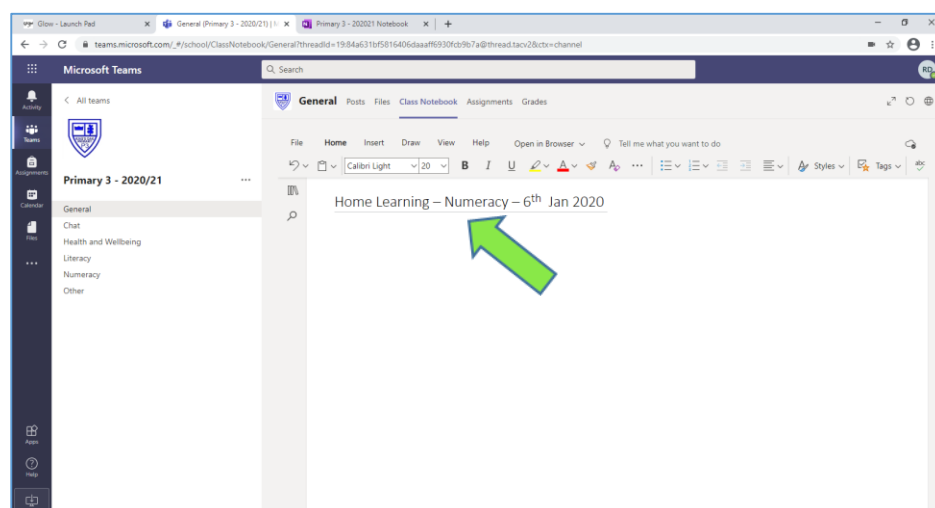 Glow - Launch Pad
General (Primary 3 - 2020/21) | M
Primary 3 - 202021 Notebook
teams.microsoft.com/_#/school/ClassNotebook/General?threadId=19:84a631bf5816406daaaff6930fcb9b7a@thread.tacv2&ctx=channel
Microsoft Teams
Search
RD
Activity
Teams
Assignments
Calendar
Files
...
Apps
Help
All teams
Primary 3 - 2020/21 ...
General
Chat
Health and Wellbeing
Literacy
Numeracy
Other
General Posts Files Class Notebook Assignments Grades
File Home Insert Draw View Help Open in Browser Tell me what you want to do
Calibri Light 20 B I U A A ... Styles Tags abc
Home Learning – Numeracy – 6th Jan 2020